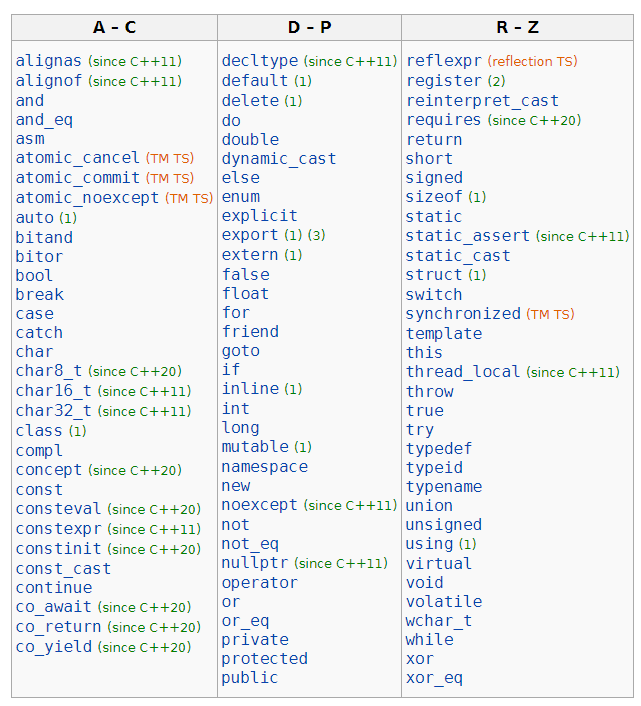 A – C
alignas (since C++11)
alignof (since C++11)
and
and_eq
asm
atomic_cancel (TM TS)
atomic_commit (TM TS)
atomic_noexcept (TM TS)
auto (1)
bitand
bitor
bool
break
case
catch
char
char8_t (since C++20)
char16_t (since C++11)
char32_t (since C++11)
class (1)
compl
concept (since C++20)
const
consteval (since C++20)
constexpr (since C++11)
constinit (since C++20)
const_cast
continue
co_await (since C++20)
co_return (since C++20)
co_yield (since C++20)
D – P
decltype (since C++11)
default (1)
delete (1)
do
double
dynamic_cast
else
enum
explicit
export (1) (3)
extern (1)
false
float
for
friend
goto
if
inline (1)
int
long
mutable (1)
namespace
new
noexcept (since C++11)
not
not_eq
nullptr (since C++11)
operator
or
or_eq
private
protected
public
R – Z
reflexpr (reflection TS)
register (2)
reinterpret_cast
requires (since C++20)
return
short
signed
sizeof (1)
static
static_assert (since C++11)
static_cast
struct (1)
switch
synchronized (TM TS)
template
this
thread_local (since C++11)
throw
true
try
typedef
typeid
typename
union
unsigned
using (1)
virtual
void
volatile
wchar_t
while
xor
xor_eq